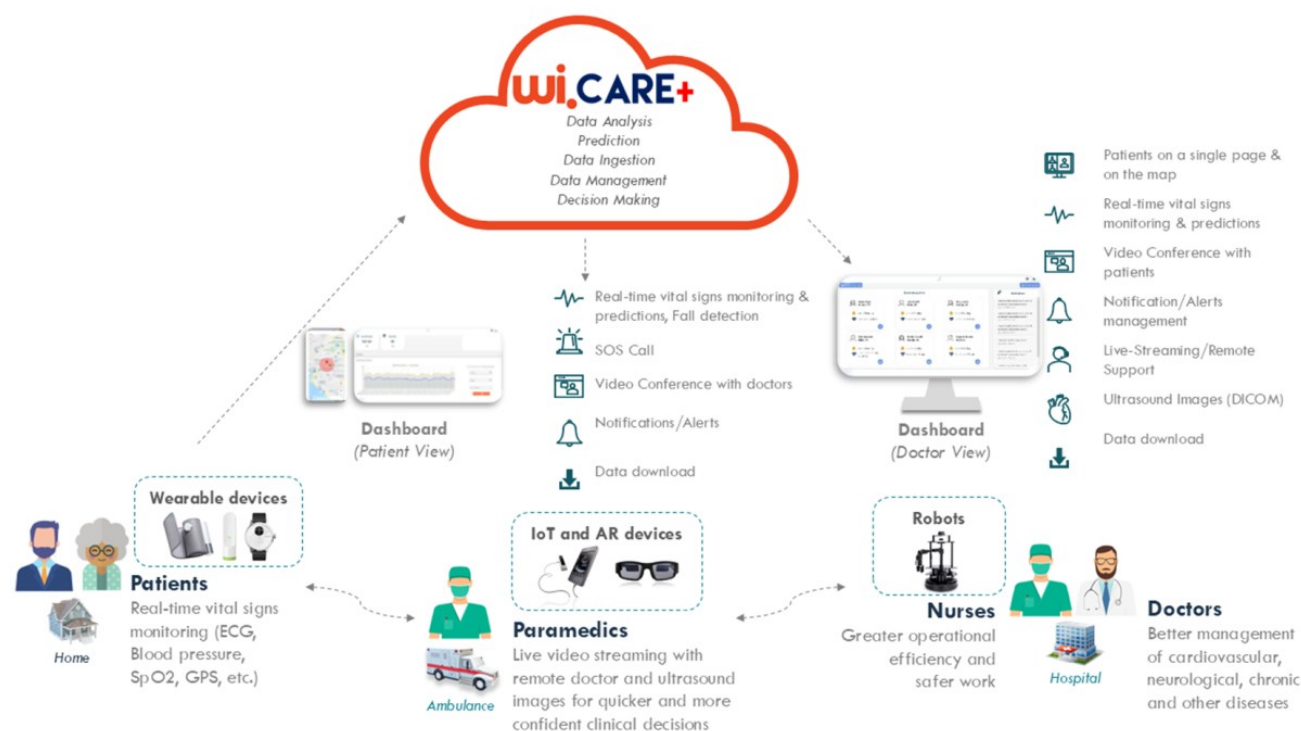 wi.CARE+
Data Analysis
Prediction
Data Ingestion
Data Management
Decision Making
Real-time vital signs monitoring &
predictions, Fall detection
SOS Call
Video Conference with doctors
Notifications/Alerts
Data download
Dashboard
(Patient View)
Dashboard
(Doctor View)
Patients on a single page &
on the map
Real-time vital signs
monitoring & predictions
Video Conference with
patients
Notification/Alerts
management
Live-Streaming/Remote
Support
Ultrasound Images (DICOM)
Data download
Wearable devices
Patients
Real-time vital signs
monitoring (ECG,
Blood pressure,
SpO2, GPS, etc.)
Home
IoT and AR devices
Paramedics
Live video streaming with
remote doctor and ultrasound
images for quicker and more
confident clinical decisions
Ambulance
Robots
Nurses
Greater operational
efficiency and
safer work
Hospital
Doctors
Better management
of cardiovascular,
neurological, chronic
and other diseases